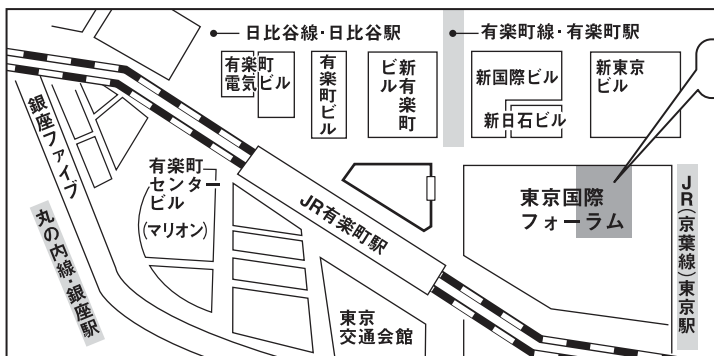 日比谷線・日比谷駅
有楽町線・有楽町駅
有楽町
電気ビル
有楽町ビル
新有楽町
ビル
新国際ビル
新日石ビル
新東京
ビル
銀座ファイブ
有楽町
センター
ビル
(マリオン)
JR有楽町駅
東京国際
フォーラム
JR(京葉線)東京駅
丸の内線・銀座駅
東京
交通会館